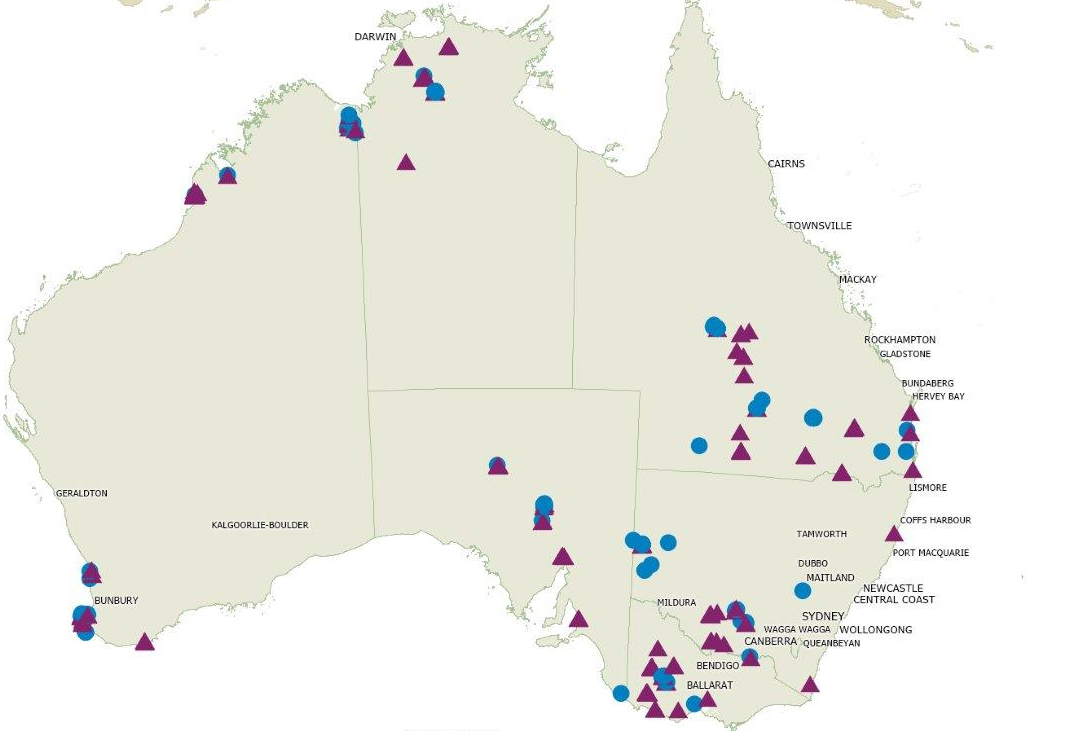 DARWIN
CAIRNS
TOWNSVILLE
MACKAY
ROCKHAMPTON
GLADSTONE
BUNDABERG
HERVEY BAY
LISMORE
GERALDTON
COFFS HARBOUR
KALGOORLIE-BOULDER
TAMWORTH
PORT MACQUARIE
DUBBO
MAITLAND
NEWCASTLE
BUNBURY
CENTRAL COAST
MILDURA
SYDNEY
WAGGA WAGGA
WOLLONGONG
CANBERRA
QUEANBEYAN
BENDIGO
BALLARAT